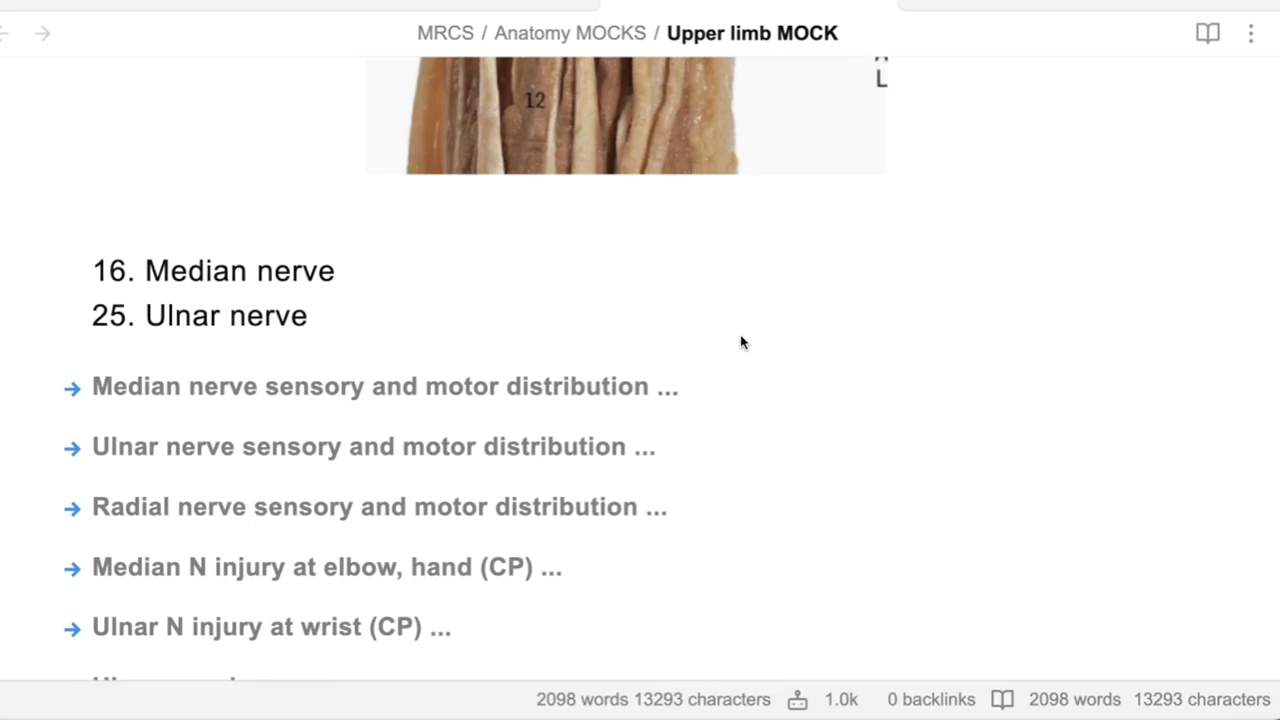 MRCS / Anatomy MOCKS / Upper limb MOCK
L
12
16. Median nerve
25. Ulnar nerve
Median nerve sensory and motor distribution ...
Ulnar nerve sensory and motor distribution ...
Radial nerve sensory and motor distribution ...
Median N injury at elbow, hand (CP) ...
Ulnar N injury at wrist (CP) ...
2098 words 13293 characters 1.0k 0 backlinks 2098 words 13293 characters